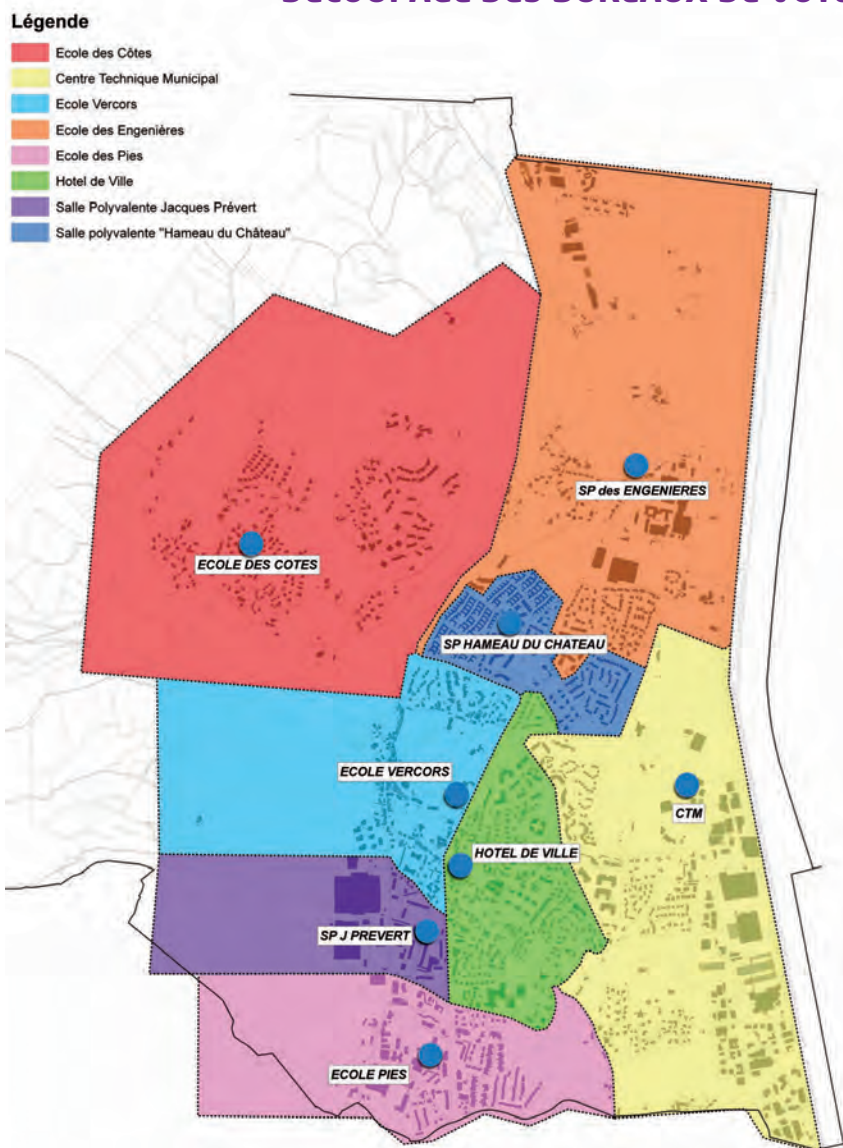 Légende
Ecole des Côtes
Centre Technique Municipal
Ecole Vercors
Ecole des Engenières
Ecole des Pies
Hotel de Ville
Salle Polyvalente Jacques Prévert
Salle polyvalente "Hameau du Château"
SP des ENGENIERES
ECOLE DES COTES
SP HAMEAU DU CHATEAU
ECOLE VERCORS
CTM
HOTEL DE VILLE
SP J PREVERT
ECOLE PIES